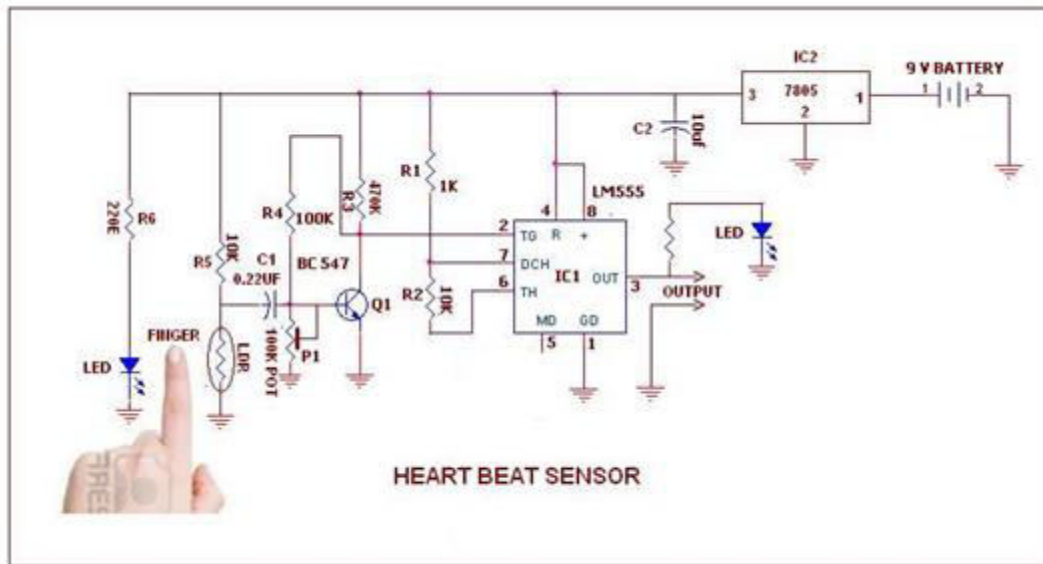 IC2
9 V BATTERY
3
7805
1
1
2
2
C2
10uf
R1
1K
R3
470K
LM555
R4
100K
4
8
220E
R6
2
TG
R
+
LED
10K
R5
C1
0.22UF
BC 547
7
DCH
IC1
OUT
R2
10K
6
TH
3
OUTPUT
Q1
FINGER
MD
GD
LED
LDR
100K POT
P1
5
1
HEART BEAT SENSOR